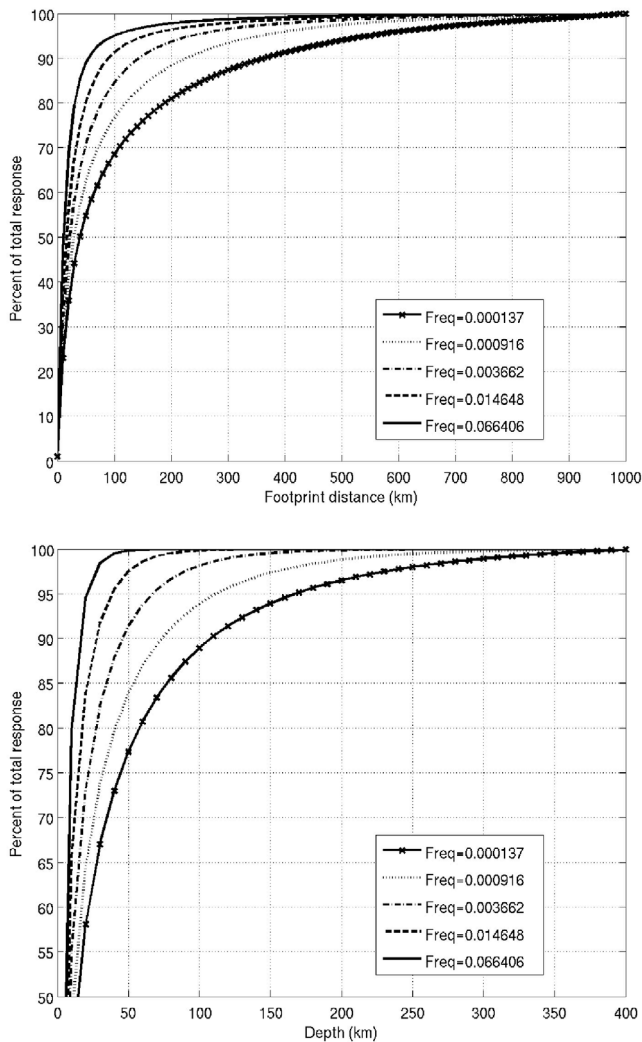 100
90
80
70
60
50
40
30
20
10
0
Percent of total response
Freq=0.000137
Freq=0.000916
Freq=0.003662
Freq=0.014648
Freq=0.066406
0 100 200 300 400 500 600 700 800 900 1000
Footprint distance (km)
100
95
90
85
80
75
70
65
60
55
50
Percent of total response
Freq=0.000137
Freq=0.000916
Freq=0.003662
Freq=0.014648
Freq=0.066406
0 50 100 150 200 250 300 350 400
Depth (km)